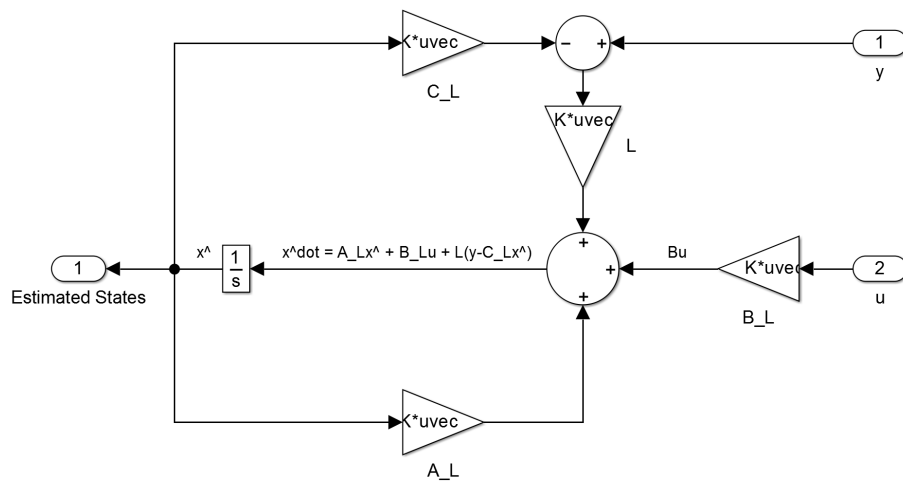 K*uvec
C_L
−
+
1
y
K*uvec
L
x^
1
s
x^dot = A_Lx^ + B_Lu + L(y-C_Lx^)
+
+
+
Bu
K*uvec
B_L
2
u
1
Estimated States
K*uvec
A_L